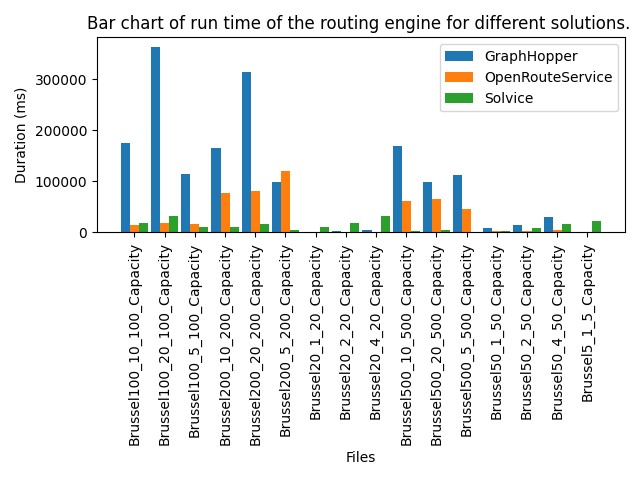 Bar chart of run time of the routing engine for different solutions.
GraphHopper
OpenRouteService
Solvice
Duration (ms)
300000
200000
100000
0
Brussel100_10_100_Capacity
Brussel100_20_100_Capacity
Brussel100_5_100_Capacity
Brussel200_10_200_Capacity
Brussel200_20_200_Capacity
Brussel200_5_200_Capacity
Brussel20_1_20_Capacity
Brussel20_2_20_Capacity
Brussel20_4_20_Capacity
Brussel500_10_500_Capacity
Brussel500_20_500_Capacity
Brussel500_5_500_Capacity
Brussel50_1_50_Capacity
Brussel50_2_50_Capacity
Brussel50_4_50_Capacity
Brussel5_1_5_Capacity
Files